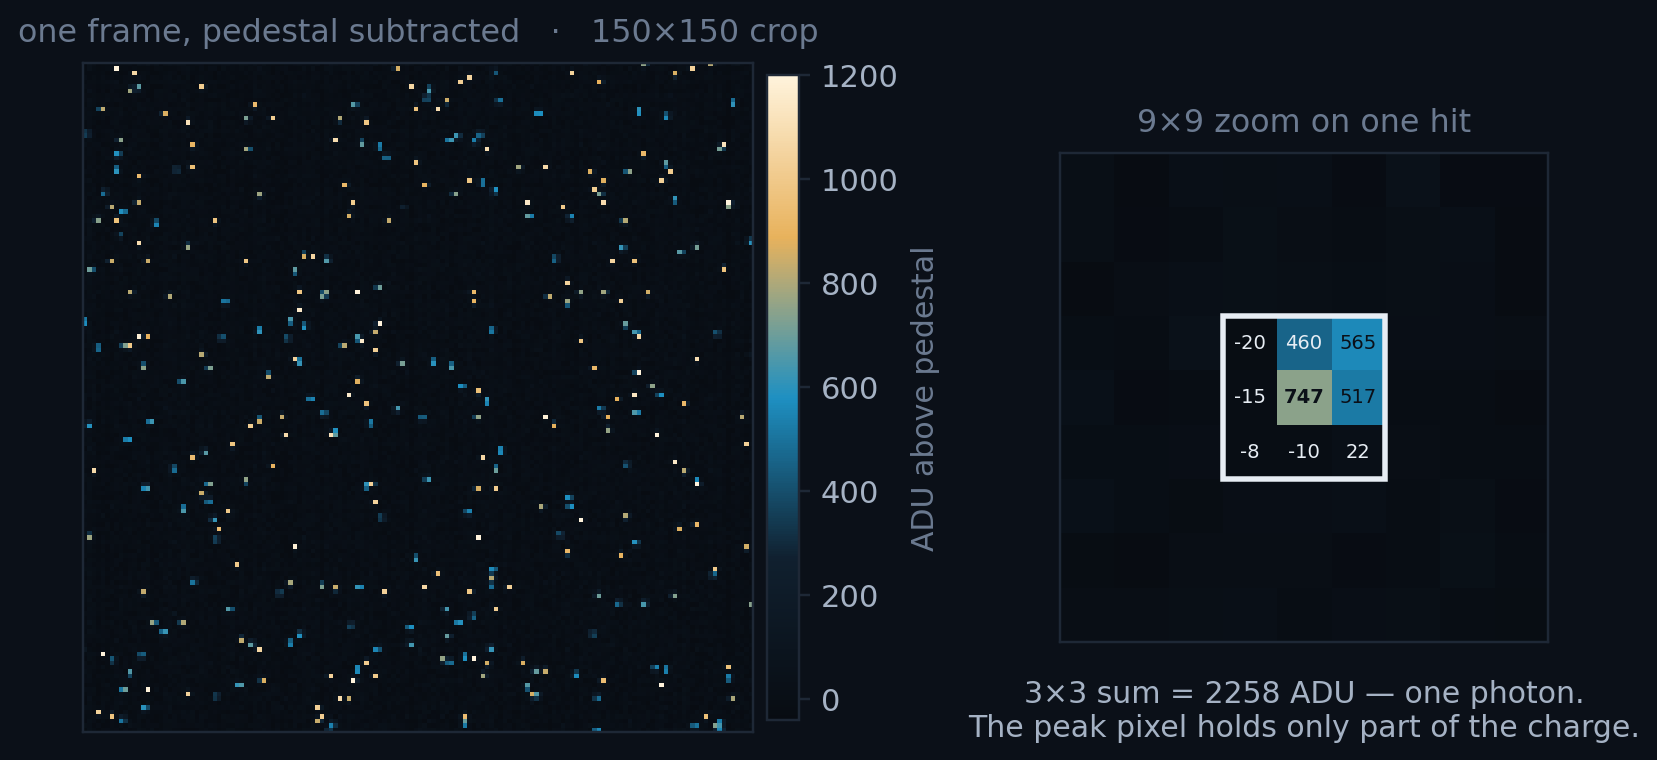 one frame, pedestal subtracted · 150×150 crop
1200
1000
800
600
400
200
0
ADU above pedestal
9×9 zoom on one hit
-20 460 565
-15 747 517
-8 -10 22
3×3 sum = 2258 ADU — one photon.
The peak pixel holds only part of the charge.